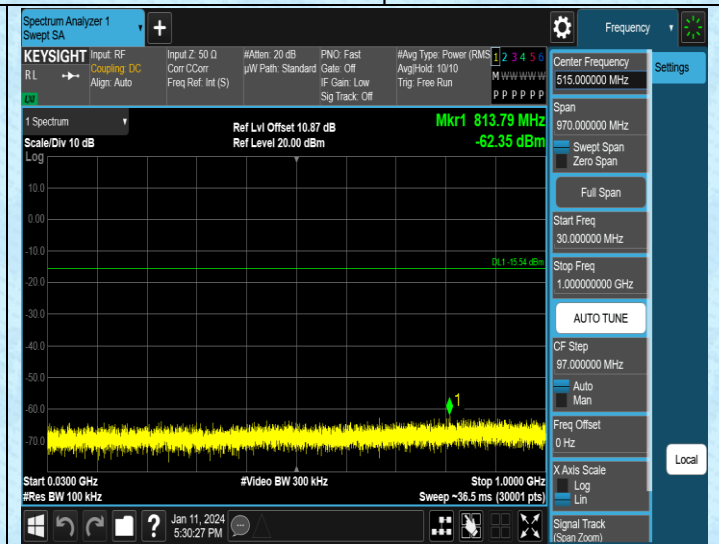 Spectrum Analyzer 1
Swept SA
Frequency
KEYSIGHT
Input: RF
Coupling: DC
Align: Auto
RL
Input Z: 50 Ω
Corr CCorr
Freq Ref: Int (S)
#Atten: 20 dB
µW Path: Standard
PNO: Fast
Gate: Off
IF Gain: Low
Sig Track: Off
#Avg Type: Power (RMS
Avg|Hold: 10/10
Trig: Free Run
1 2 3 4 5 6
M W W W W W
P P P P P P
1 Spectrum
Scale/Div 10 dB
Log
Ref Lvl Offset 10.87 dB
Ref Level 20.00 dBm
Mkr1 813.79 MHz
-62.35 dBm
10.0
0.00
-10.0
DL1 -15.54 dBm
-20.0
-30.0
-40.0
-50.0
-60.0
-70.0
1
Start 0.0300 GHz
#Res BW 100 kHz
#Video BW 300 kHz
Stop 1.0000 GHz
Sweep ~36.5 ms (30001 pts)
Center Frequency
515.000000 MHz
Span
970.000000 MHz
Swept Span
Zero Span
Full Span
Start Freq
30.000000 MHz
Stop Freq
1.000000000 GHz
AUTO TUNE
CF Step
97.000000 MHz
Auto
Man
Freq Offset
0 Hz
X Axis Scale
Log
Lin
Signal Track
(Span Zoom)
Settings
Local
Jan 11, 2024
5:30:27 PM